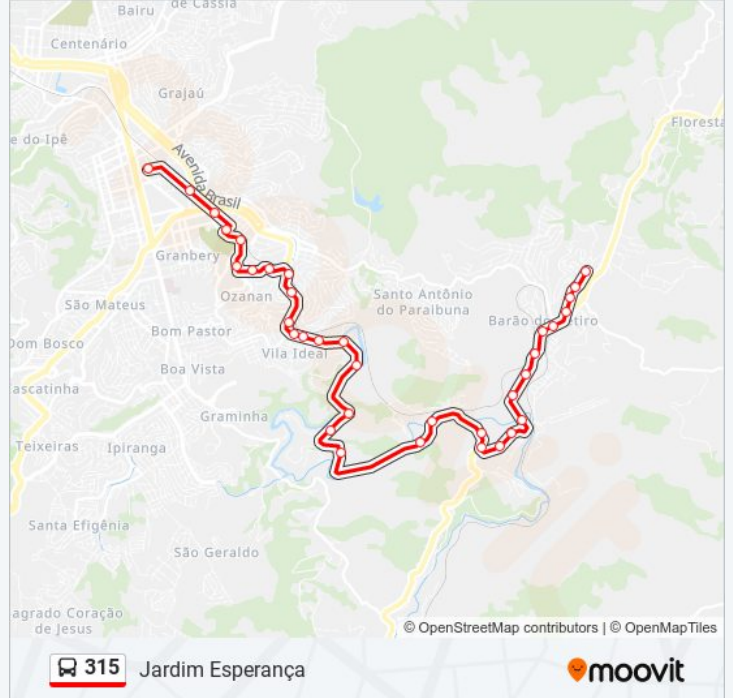 de Cássia
Bairu
Centenário
Grajaú
Floresta
e do Ipê
Avenida Brasil
Granbery
Ozanan
Santo Antônio
do Paraibuna
São Mateus
Barão do Retiro
Bom Pastor
Dom Bosco
Vila Ideal
Boa Vista
ascatinha
Graminha
Teixeiras
Ipiranga
Santa Efigênia
São Geraldo
agrado Coração
de Jesus
© OpenStreetMap contributors | © OpenMapTiles
315 Jardim Esperança
moovit